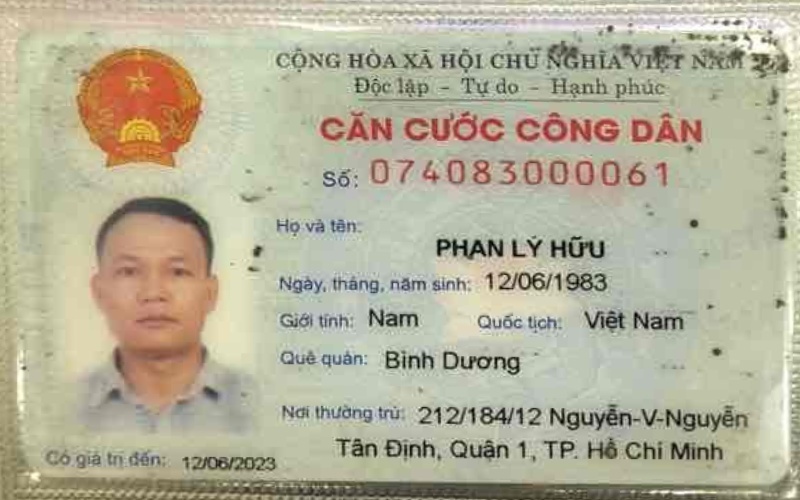 CỘNG HÒA XÃ HỘI CHỦ NGHĨA VIỆT NAM
Độc lập - Tự do - Hạnh phúc
CĂN CƯỚC CÔNG DÂN
Số: 074083000061
Họ và tên:
PHAN LÝ HỮU
Ngày, tháng, năm sinh: 12/06/1983
Giới tính: Nam Quốc tịch: Việt Nam
Quê quán: Bình Dương
Nơi thường trú: 212/184/12 Nguyễn-V-Nguyễn
Tân Định, Quận 1, TP. Hồ Chí Minh
Có giá trị đến: 12/06/2023